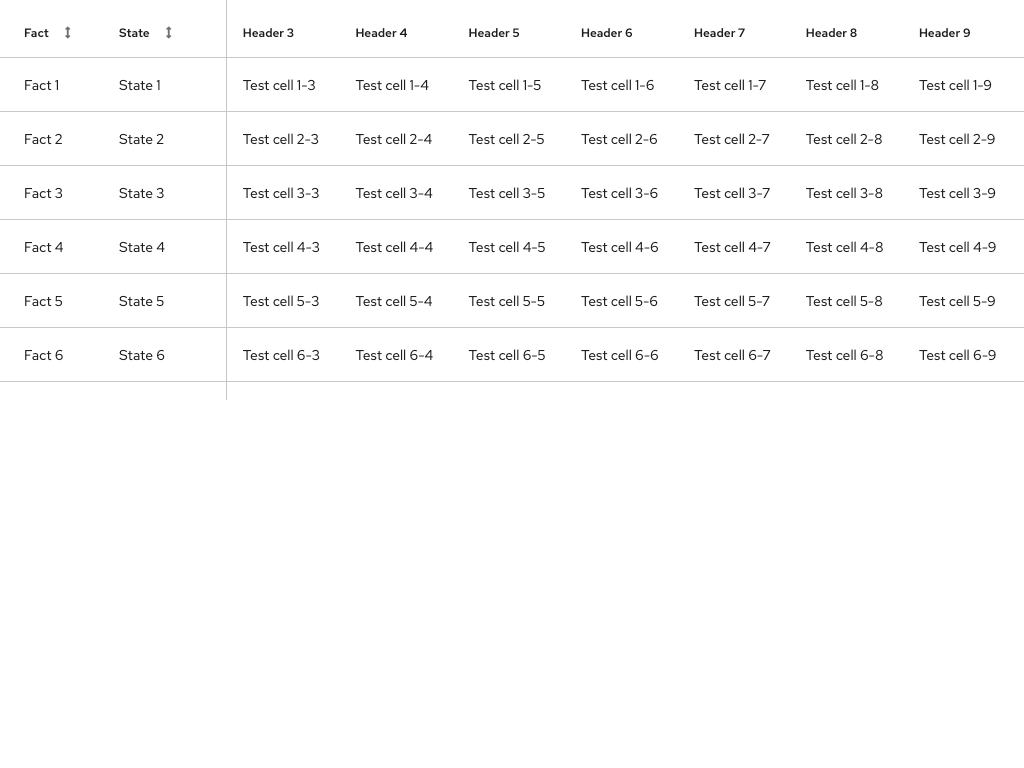 Fact State Header 3 Header 4 Header 5 Header 6 Header 7 Header 8 Header 9
Fact 1 State 1 Test cell 1-3 Test cell 1-4 Test cell 1-5 Test cell 1-6 Test cell 1-7 Test cell 1-8 Test cell 1-9
Fact 2 State 2 Test cell 2-3 Test cell 2-4 Test cell 2-5 Test cell 2-6 Test cell 2-7 Test cell 2-8 Test cell 2-9
Fact 3 State 3 Test cell 3-3 Test cell 3-4 Test cell 3-5 Test cell 3-6 Test cell 3-7 Test cell 3-8 Test cell 3-9
Fact 4 State 4 Test cell 4-3 Test cell 4-4 Test cell 4-5 Test cell 4-6 Test cell 4-7 Test cell 4-8 Test cell 4-9
Fact 5 State 5 Test cell 5-3 Test cell 5-4 Test cell 5-5 Test cell 5-6 Test cell 5-7 Test cell 5-8 Test cell 5-9
Fact 6 State 6 Test cell 6-3 Test cell 6-4 Test cell 6-5 Test cell 6-6 Test cell 6-7 Test cell 6-8 Test cell 6-9